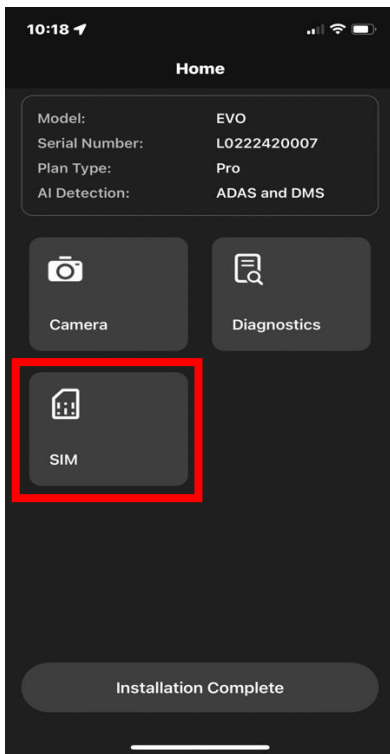 10:18
Home
Model: EVO
Serial Number: L0222420007
Plan Type: Pro
AI Detection: ADAS and DMS
Camera Diagnostics
SIM
Installation Complete